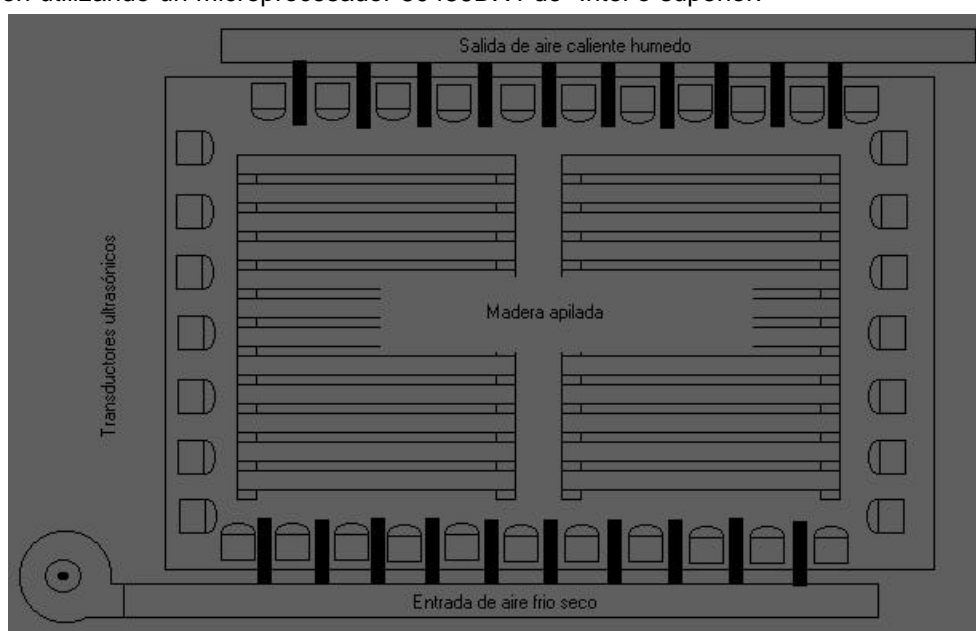 Salida de aire caliente humedo
Transductores ultrasónicos
Madera apilada
Entrada de aire frio seco